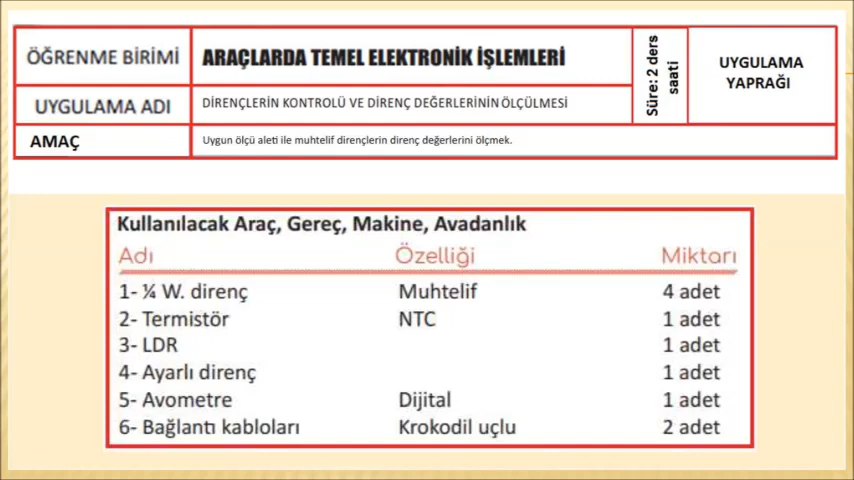 ÖĞRENME BİRİMİ
ARAÇLARDA TEMEL ELEKTRONİK İŞLEMLERİ
Süre: 2 ders
saati
UYGULAMA
YAPRAĞI
UYGULAMA ADI
DİRENÇLERİN KONTROLÜ VE DİRENÇ DEĞERLERİNİN ÖLÇÜLMESİ
AMAÇ
Uygun ölçü aleti ile muhtelif dirençlerin direnç değerlerini ölçmek.
Kullanılacak Araç, Gereç, Makine, Avadanlık
Adı Özelliği Miktarı
1- ¼ W. direnç Muhtelif 4 adet
2- Termistör NTC 1 adet
3- LDR 1 adet
4- Ayarlı direnç 1 adet
5- Avometre Dijital 1 adet
6- Bağlantı kabloları Krokodil uçlu 2 adet